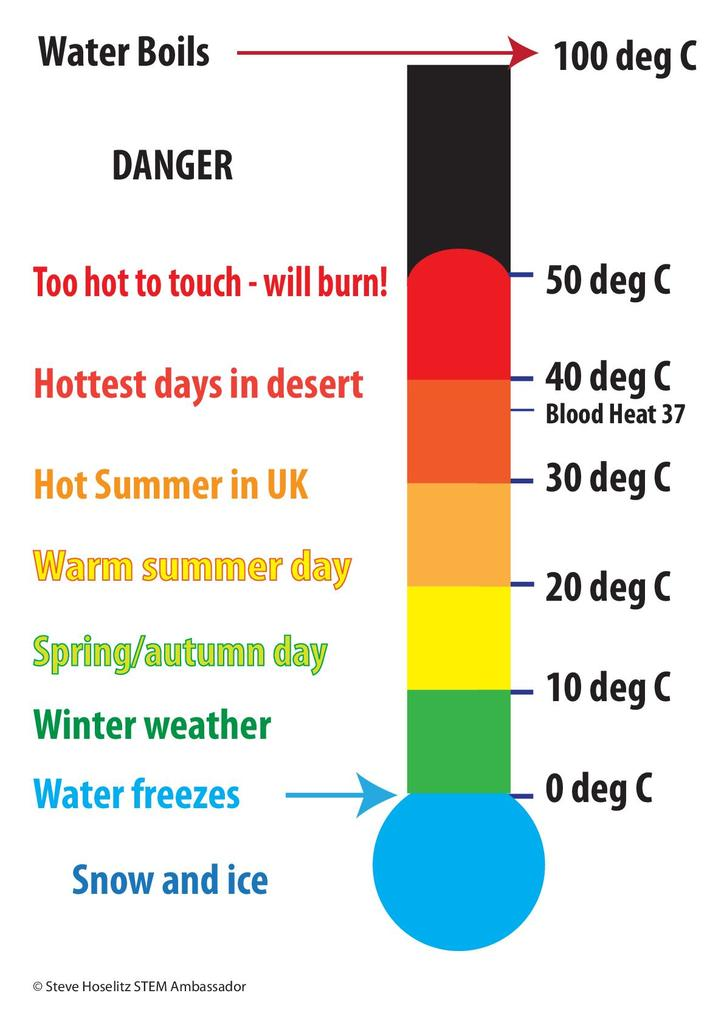 Water Boils
100 deg C
DANGER
Too hot to touch - will burn!
50 deg C
Hottest days in desert
40 deg C
Blood Heat 37
Hot Summer in UK
30 deg C
Warm summer day
20 deg C
Spring/autumn day
10 deg C
Winter weather
Water freezes
0 deg C
Snow and ice
© Steve Hoselitz STEM Ambassador